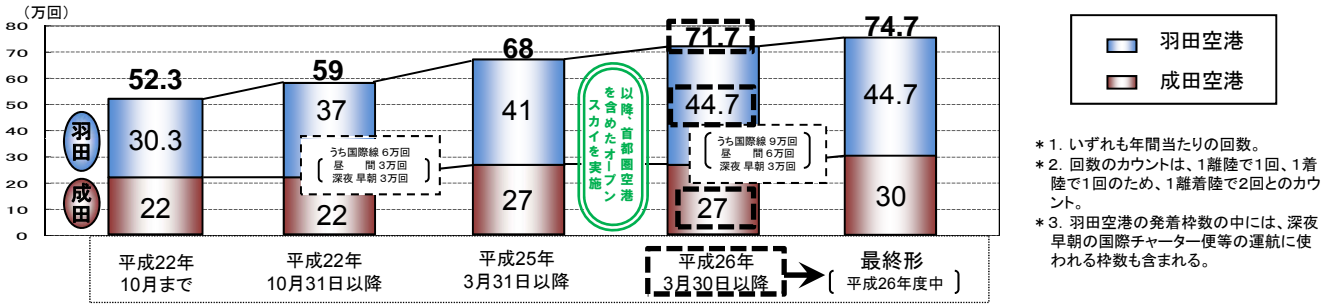 （万回）
80
70
60
50
40
30
20
10
0
52.3
59
68
71.7
74.7
30.3
37
41
44.7
44.7
22
22
27
27
30
羽田
成田
うち国際線 6万回
昼　　間 3万回
深夜 早朝 3万回
以降、首都圏空港
を含めたオープン
スカイを実施
うち国際線 9万回
昼　　間 6万回
深夜 早朝 3万回
平成22年
10月まで
平成22年
10月31日以降
平成25年
3月31日以降
平成26年
3月30日以降
最終形
平成26年度中
羽田空港
成田空港
＊1. いずれも年間当たりの回数。
＊2. 回数のカウントは、1離陸で1回、1着
陸で1回のため、1離着陸で2回とのカウ
ント。
＊3. 羽田空港の発着枠数の中には、深夜
早朝の国際チャーター便等の運航に使
われる枠数も含まれる。